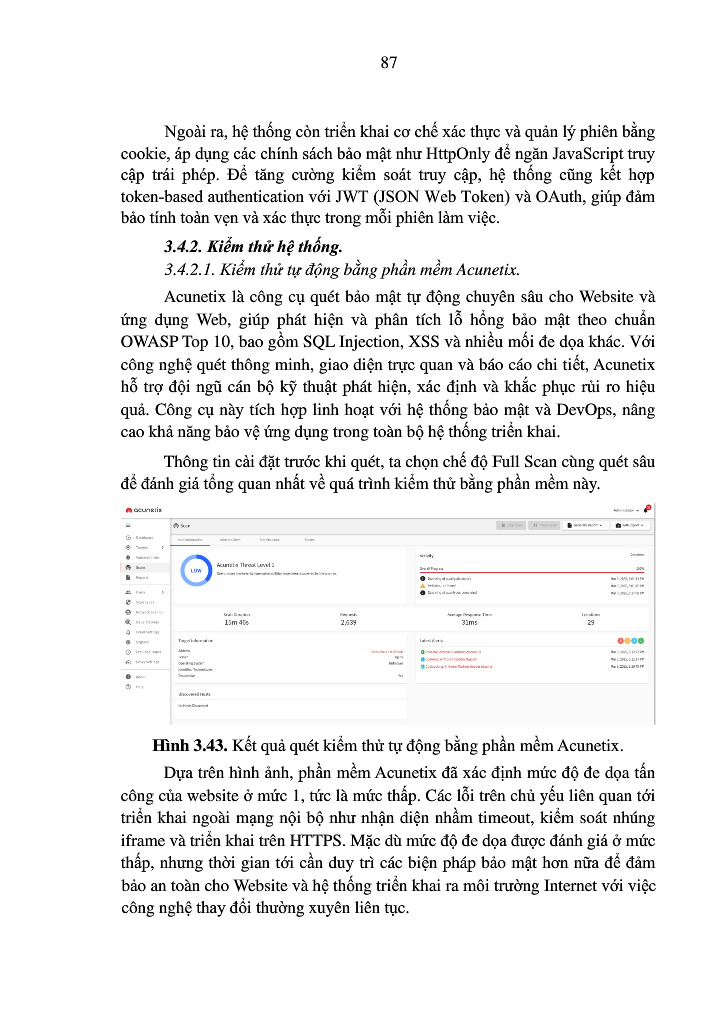 87
Ngoài ra, hệ thống còn triển khai cơ chế xác thực và quản lý phiên bằng
cookie, áp dụng các chính sách bảo mật như HttpOnly để ngăn JavaScript truy
cập trái phép. Để tăng cường kiểm soát truy cập, hệ thống cũng kết hợp
token-based authentication với JWT (JSON Web Token) và OAuth, giúp đảm
bảo tính toàn vẹn và xác thực trong mỗi phiên làm việc.
3.4.2. Kiểm thử hệ thống.
3.4.2.1. Kiểm thử tự động bằng phần mềm Acunetix.
Acunetix là công cụ quét bảo mật tự động chuyên sâu cho Website và
ứng dụng Web, giúp phát hiện và phân tích lỗ hổng bảo mật theo chuẩn
OWASP Top 10, bao gồm SQL Injection, XSS và nhiều mối đe dọa khác. Với
công nghệ quét thông minh, giao diện trực quan và báo cáo chi tiết, Acunetix
hỗ trợ đội ngũ cán bộ kỹ thuật phát hiện, xác định và khắc phục rủi ro hiệu
quả. Công cụ này tích hợp linh hoạt với hệ thống bảo mật và DevOps, nâng
cao khả năng bảo vệ ứng dụng trong toàn bộ hệ thống triển khai.
Thông tin cài đặt trước khi quét, ta chọn chế độ Full Scan cùng quét sâu
để đánh giá tổng quan nhất về quá trình kiểm thử bằng phần mềm này.
acunetix
Scan
Dashboard
Targets
Scans
Reports
Users
About
Help
LOW
Acunetix Threat Level 1
Activity
Overall Progress 100%
Scan Duration
15m 46s
Requests
2,639
Average Response Time
31ms
Locations
29
Target Information
Address
Server
Operating System Unknown
Responsive Yes
Latest Alerts
Discovered Hosts
Hình 3.43. Kết quả quét kiểm thử tự động bằng phần mềm Acunetix.
Dựa trên hình ảnh, phần mềm Acunetix đã xác định mức độ đe dọa tấn
công của website ở mức 1, tức là mức thấp. Các lỗi trên chủ yếu liên quan tới
triển khai ngoài mạng nội bộ như nhận diện nhầm timeout, kiểm soát nhúng
iframe và triển khai trên HTTPS. Mặc dù mức độ đe dọa được đánh giá ở mức
thấp, nhưng thời gian tới cần duy trì các biện pháp bảo mật hơn nữa để đảm
bảo an toàn cho Website và hệ thống triển khai ra môi trường Internet với việc
công nghệ thay đổi thường xuyên liên tục.